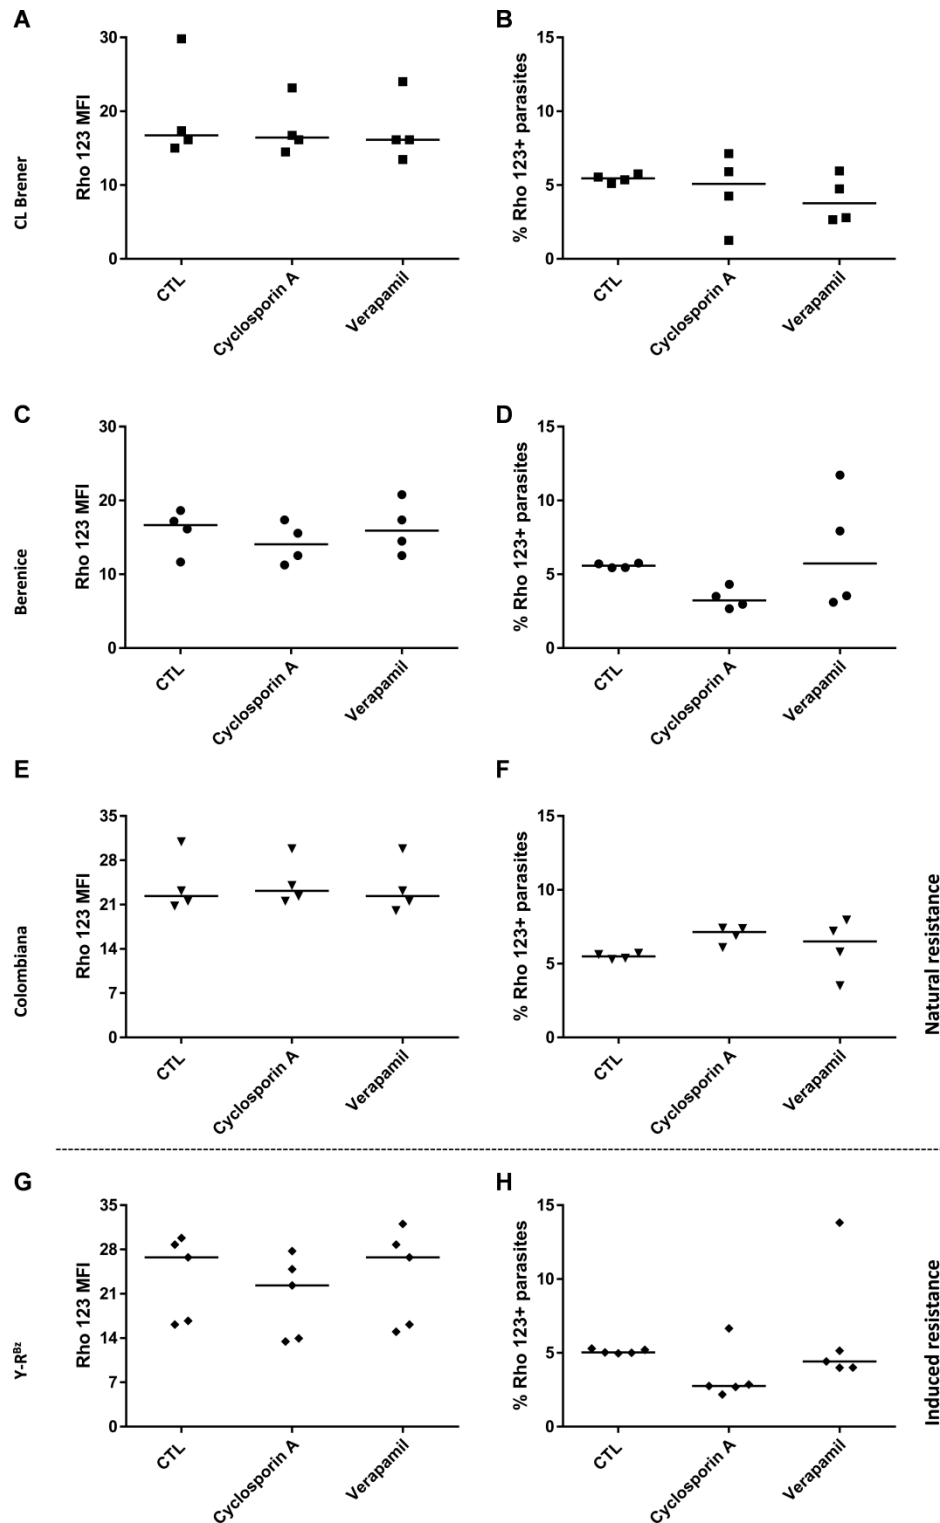 A
CL Brener
Rho 123 MFI
30
20
10
0
CTL
Cyclosporin A
Verapamil
B
% Rho 123+ parasites
15
10
5
0
CTL
Cyclosporin A
Verapamil
C
Berenice
Rho 123 MFI
30
20
10
0
CTL
Cyclosporin A
Verapamil
D
% Rho 123+ parasites
15
10
5
0
CTL
Cyclosporin A
Verapamil
E
Colombiana
Rho 123 MFI
35
28
21
14
7
0
CTL
Cyclosporin A
Verapamil
F
% Rho 123+ parasites
15
10
5
0
CTL
Cyclosporin A
Verapamil
Natural resistance
G
Y-Rᴮᶻ
Rho 123 MFI
35
28
21
14
7
0
CTL
Cyclosporin A
Verapamil
H
% Rho 123+ parasites
15
10
5
0
CTL
Cyclosporin A
Verapamil
Induced resistance